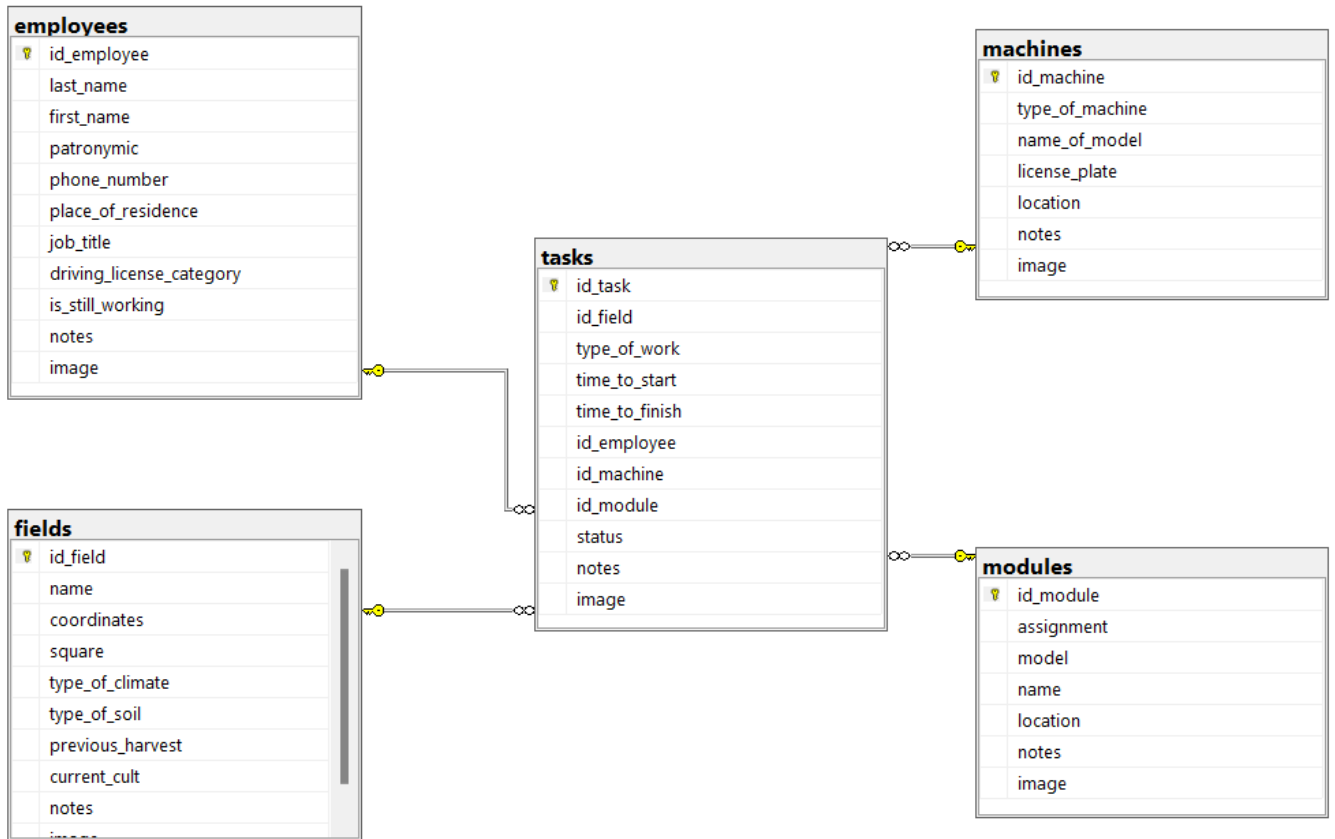 employees
id_employee
last_name
first_name
patronymic
phone_number
place_of_residence
job_title
driving_license_category
is_still_working
notes
image
machines
id_machine
type_of_machine
name_of_model
license_plate
location
notes
image
tasks
id_task
id_field
type_of_work
time_to_start
time_to_finish
id_employee
id_machine
id_module
status
notes
image
fields
id_field
name
coordinates
square
type_of_climate
type_of_soil
previous_harvest
current_cult
notes
image
modules
id_module
assignment
model
name
location
notes
image